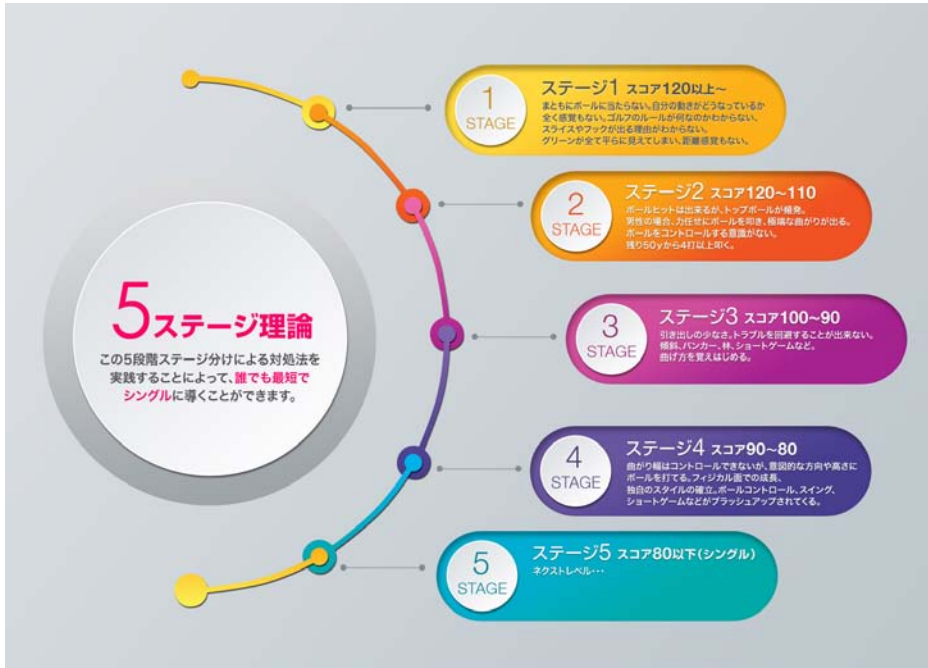 5ステージ理論
この5段階ステージ分けによる対処法を
実践することによって、誰でも最短で
シングルに導くことができます。
1
STAGE
ステージ1 スコア120以上〜
まともにボールに当たらない。自分の動きがどうなっているか
全く感覚もない。ゴルフのルールが何なのかわからない、
スライスやフックが出る理由がわからない。
グリーンが全て平らに見えてしまい、距離感覚もない。
2
STAGE
ステージ2 スコア120〜110
ボールヒットは出来るが、トップボールが頻発。
男性の場合、力任せにボールを叩き、極端な曲がりが出る。
ボールをコントロールする意識がない。
残り50yから4打以上叩く。
3
STAGE
ステージ3 スコア100〜90
引き出しの少なさ。トラブルを回避することが出来ない。
傾斜、バンカー、林、ショートゲームなど。
曲げ方を覚えはじめる。
4
STAGE
ステージ4 スコア90〜80
曲がり幅はコントロールできないが、意図的な方向や高さに
ボールを打てる。フィジカル面での成長、
独自のスタイルの確立。ボールコントロール、スイング、
ショートゲームなどがブラッシュアップされてくる。
5
STAGE
ステージ5 スコア80以下(シングル)
ネクストレベル・・・